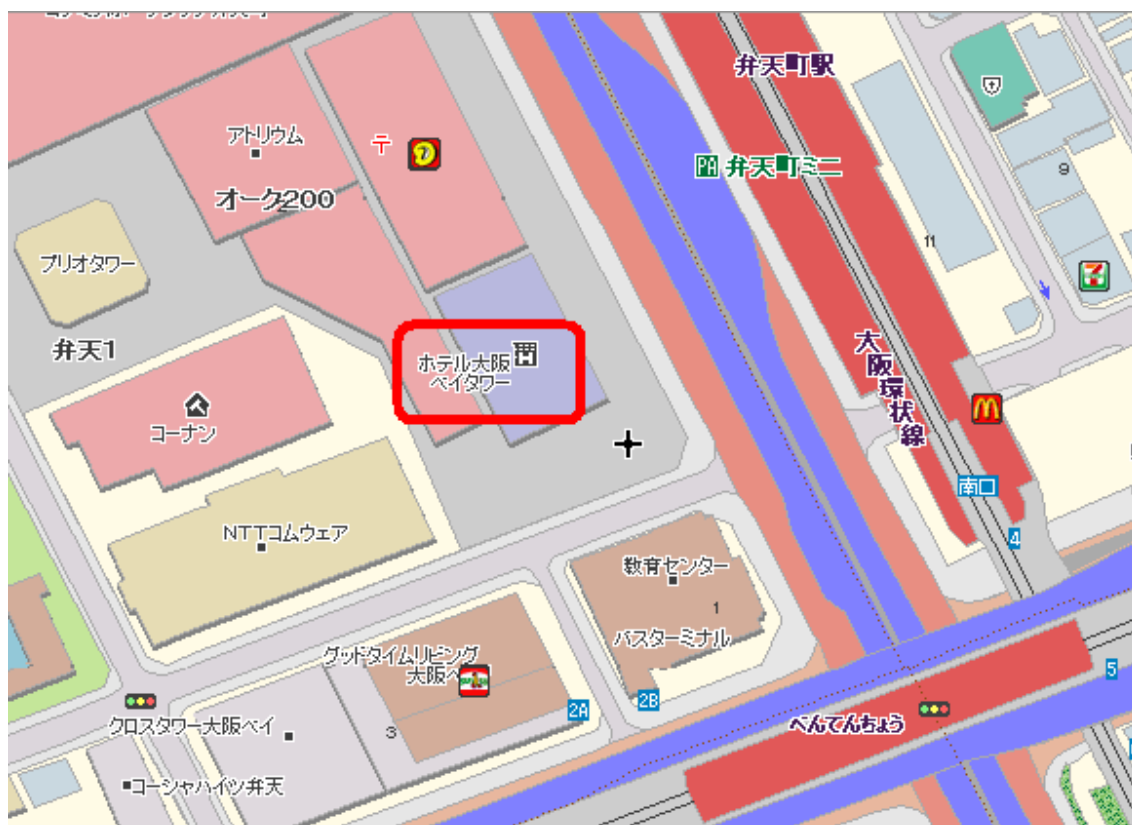 弁天町駅
アトリウム
〒
PA 弁天町ミニ
9
オーク200
2
11
プリオタワー
弁天1
ホテル大阪
ベイタワー
大阪環状線
コーナン
南口
4
NTTコムウェア
教育センター
1
バスターミナル
グッドタイムリビング
大阪ベ
5
2A
2B
クロスタワー大阪ベイ
3
べんてんちょう
コーシャハイツ弁天